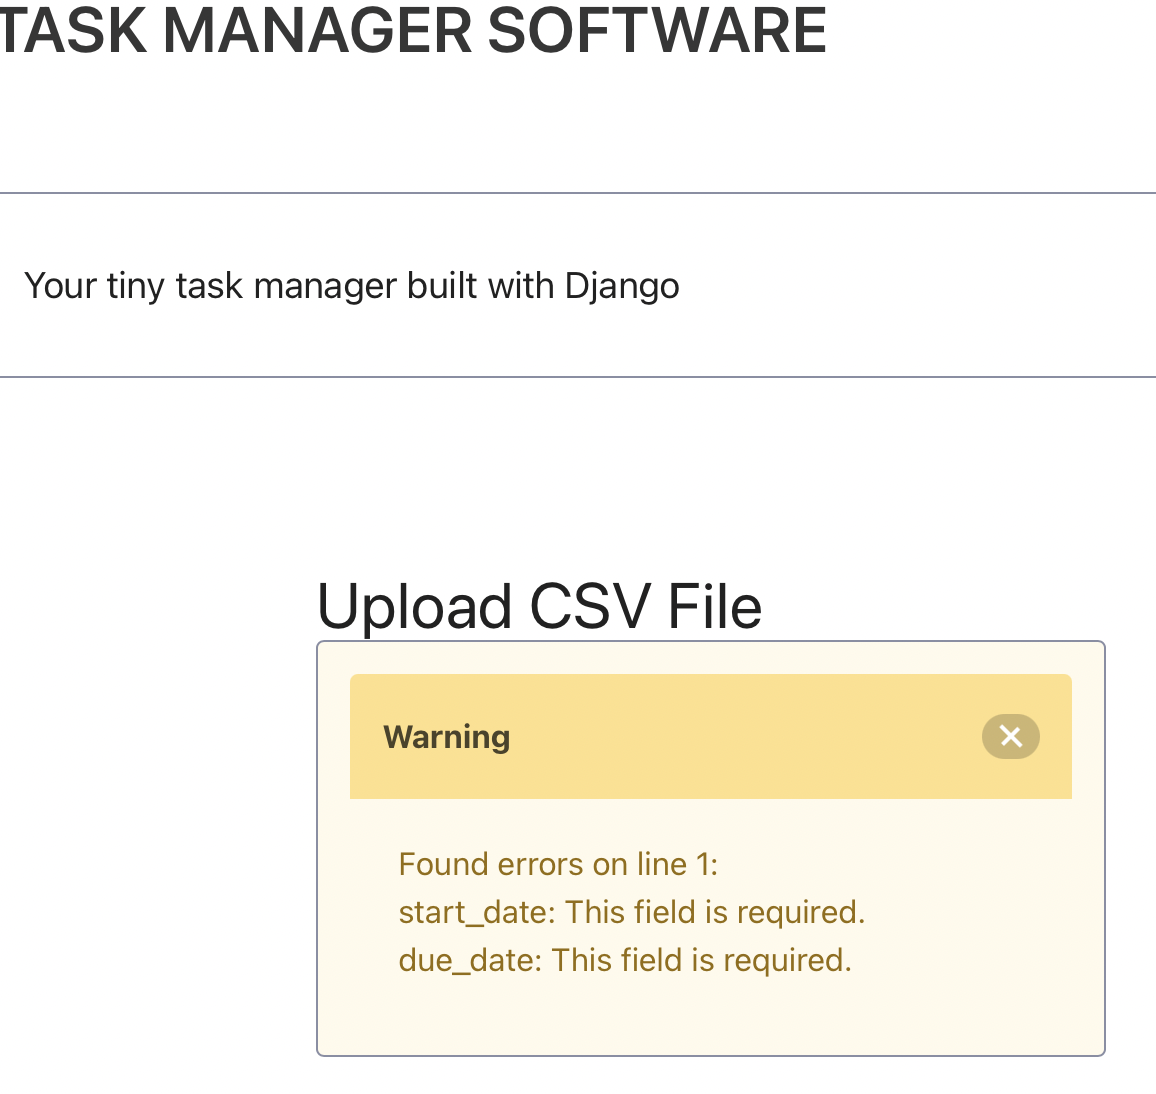 TASK MANAGER SOFTWARE
Your tiny task manager built with Django
Upload CSV File
Warning
Found errors on line 1:
start_date: This field is required.
due_date: This field is required.